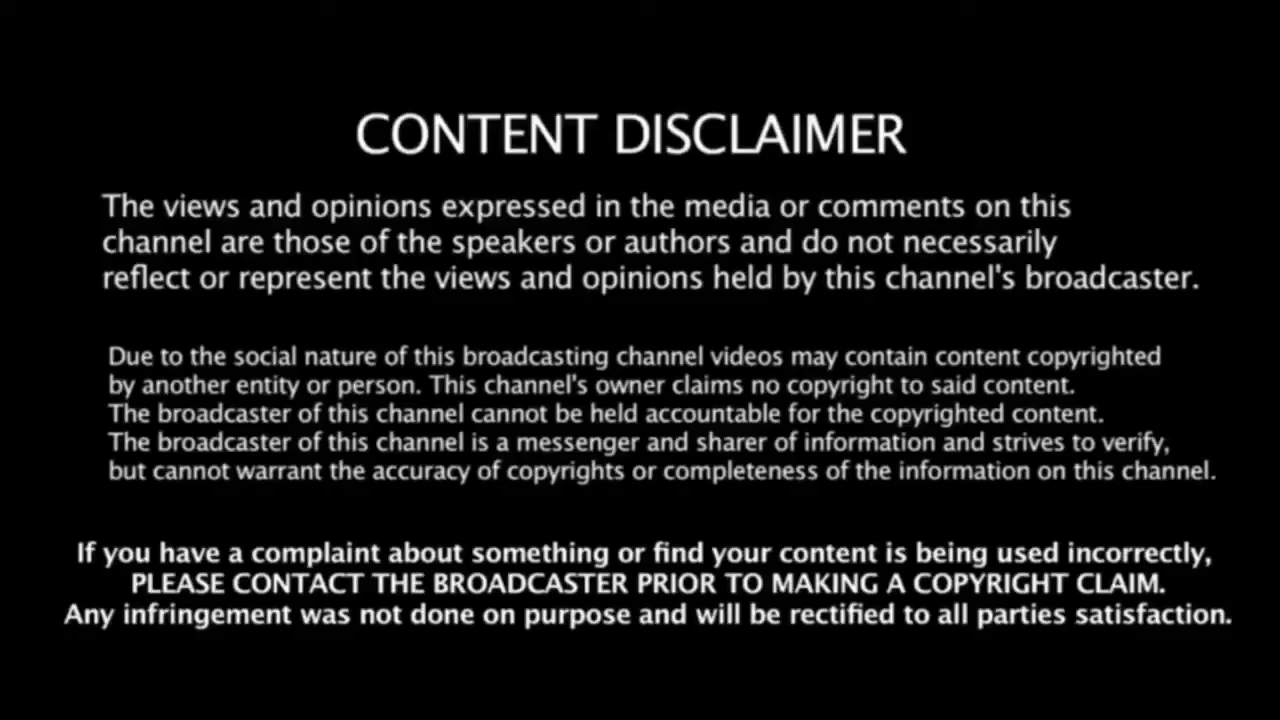 CONTENT DISCLAIMER
The views and opinions expressed in the media or comments on this
channel are those of the speakers or authors and do not necessarily
reflect or represent the views and opinions held by this channel's broadcaster.
Due to the social nature of this broadcasting channel videos may contain content copyrighted
by another entity or person. This channel's owner claims no copyright to said content.
The broadcaster of this channel cannot be held accountable for the copyrighted content.
The broadcaster of this channel is a messenger and sharer of information and strives to verify,
but cannot warrant the accuracy of copyrights or completeness of the information on this channel.
If you have a complaint about something or find your content is being used incorrectly,
PLEASE CONTACT THE BROADCASTER PRIOR TO MAKING A COPYRIGHT CLAIM.
Any infringement was not done on purpose and will be rectified to all parties satisfaction.